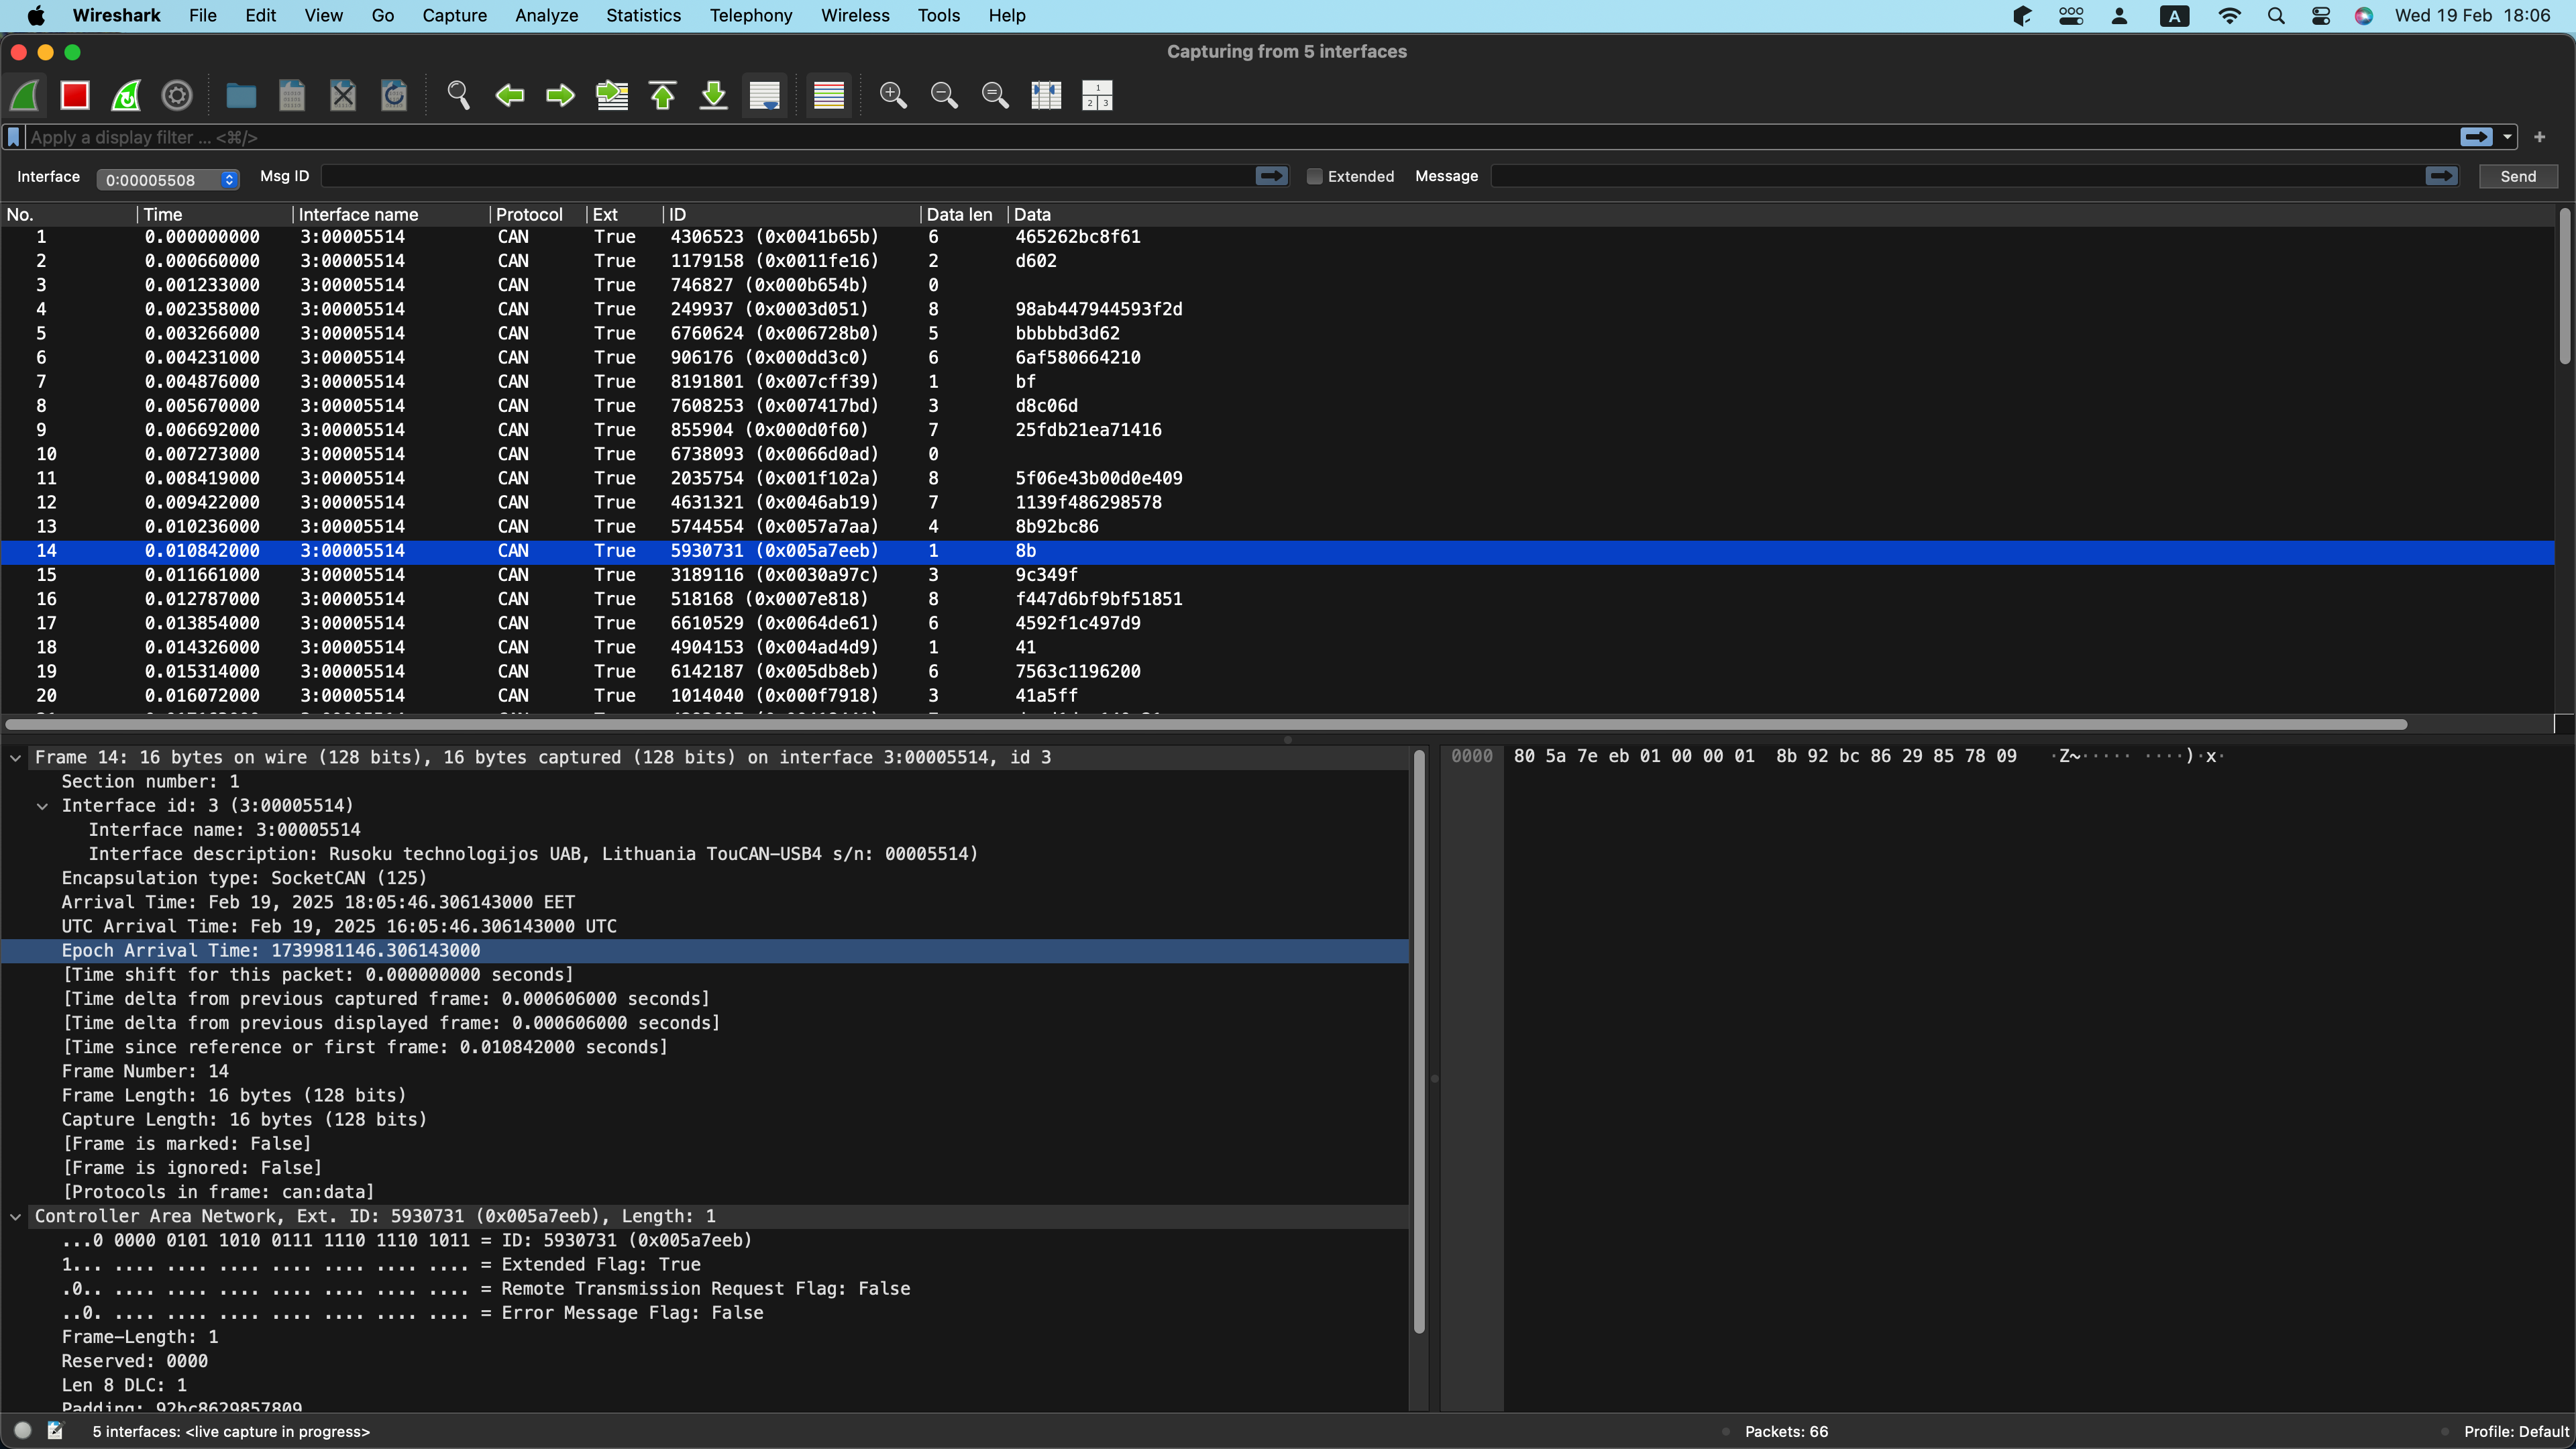 Wireshark File Edit View Go Capture Analyze Statistics Telephony Wireless Tools Help A Wed 19 Feb 18:06
Capturing from 5 interfaces
Apply a display filter ... <⌘/>
Interface 0:00005508 Msg ID Extended Message Send
No. Time Interface name Protocol Ext ID Data len Data
1 0.000000000 3:00005514 CAN True 4306523 (0x0041b65b) 6 465262bc8f61
2 0.000660000 3:00005514 CAN True 1179158 (0x0011fe16) 2 d602
3 0.001233000 3:00005514 CAN True 746827 (0x000b654b) 0
4 0.002358000 3:00005514 CAN True 249937 (0x0003d051) 8 98ab447944593f2d
5 0.003266000 3:00005514 CAN True 6760624 (0x006728b0) 5 bbbbbd3d62
6 0.004231000 3:00005514 CAN True 906176 (0x000dd3c0) 6 6af580664210
7 0.004876000 3:00005514 CAN True 8191801 (0x007cff39) 1 bf
8 0.005670000 3:00005514 CAN True 7608253 (0x007417bd) 3 d8c06d
9 0.006692000 3:00005514 CAN True 855904 (0x000d0f60) 7 25fdb21ea71416
10 0.007273000 3:00005514 CAN True 6738093 (0x0066d0ad) 0
11 0.008419000 3:00005514 CAN True 2035754 (0x001f102a) 8 5f06e43b00d0e409
12 0.009422000 3:00005514 CAN True 4631321 (0x0046ab19) 7 1139f486298578
13 0.010236000 3:00005514 CAN True 5744554 (0x0057a7aa) 4 8b92bc86
14 0.010842000 3:00005514 CAN True 5930731 (0x005a7eeb) 1 8b
15 0.011661000 3:00005514 CAN True 3189116 (0x0030a97c) 3 9c349f
16 0.012787000 3:00005514 CAN True 518168 (0x0007e818) 8 f447d6bf9bf51851
17 0.013854000 3:00005514 CAN True 6610529 (0x0064de61) 6 4592f1c497d9
18 0.014326000 3:00005514 CAN True 4904153 (0x004ad4d9) 1 41
19 0.015314000 3:00005514 CAN True 6142187 (0x005db8eb) 6 7563c1196200
20 0.016072000 3:00005514 CAN True 1014040 (0x000f7918) 3 41a5ff
Frame 14: 16 bytes on wire (128 bits), 16 bytes captured (128 bits) on interface 3:00005514, id 3
Section number: 1
Interface id: 3 (3:00005514)
Interface name: 3:00005514
Interface description: Rusoku technologijos UAB, Lithuania TouCAN-USB4 s/n: 00005514)
Encapsulation type: SocketCAN (125)
Arrival Time: Feb 19, 2025 18:05:46.306143000 EET
UTC Arrival Time: Feb 19, 2025 16:05:46.306143000 UTC
Epoch Arrival Time: 1739981146.306143000
[Time shift for this packet: 0.000000000 seconds]
[Time delta from previous captured frame: 0.000606000 seconds]
[Time delta from previous displayed frame: 0.000606000 seconds]
[Time since reference or first frame: 0.010842000 seconds]
Frame Number: 14
Frame Length: 16 bytes (128 bits)
Capture Length: 16 bytes (128 bits)
[Frame is marked: False]
[Frame is ignored: False]
[Protocols in frame: can:data]
Controller Area Network, Ext. ID: 5930731 (0x005a7eeb), Length: 1
...0 0000 0101 1010 0111 1110 1110 1011 = ID: 5930731 (0x005a7eeb)
1... .... .... .... .... .... .... .... = Extended Flag: True
.0.. .... .... .... .... .... .... .... = Remote Transmission Request Flag: False
..0. .... .... .... .... .... .... .... = Error Message Flag: False
Frame-Length: 1
Reserved: 0000
Len 8 DLC: 1
Padding: 92bc8629857809
0000 80 5a 7e eb 01 00 00 01 8b 92 bc 86 29 85 78 09 ·Z~····· ····)·x·
5 interfaces: <live capture in progress> Packets: 66 Profile: Default